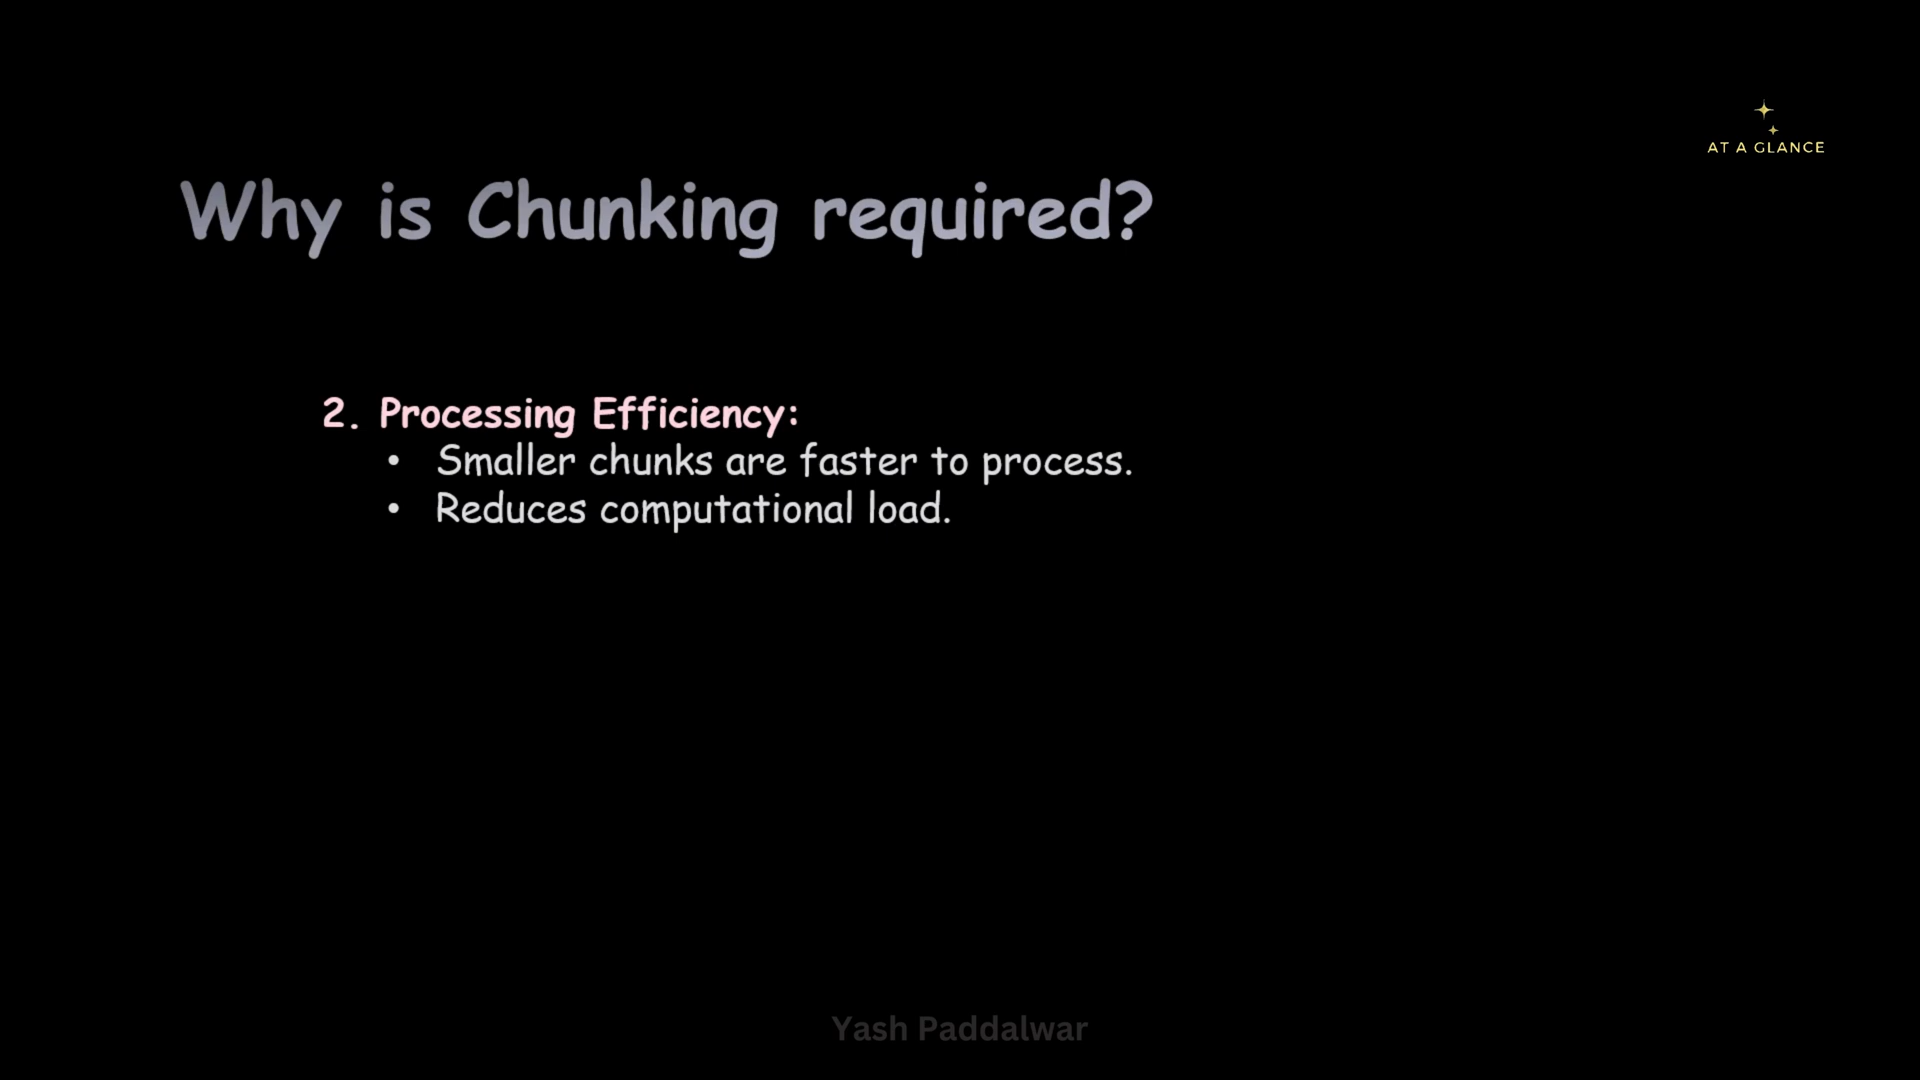 AT A GLANCE
Why is Chunking required?
2. Processing Efficiency:
• Smaller chunks are faster to process.
• Reduces computational load.
Yash Paddalwar